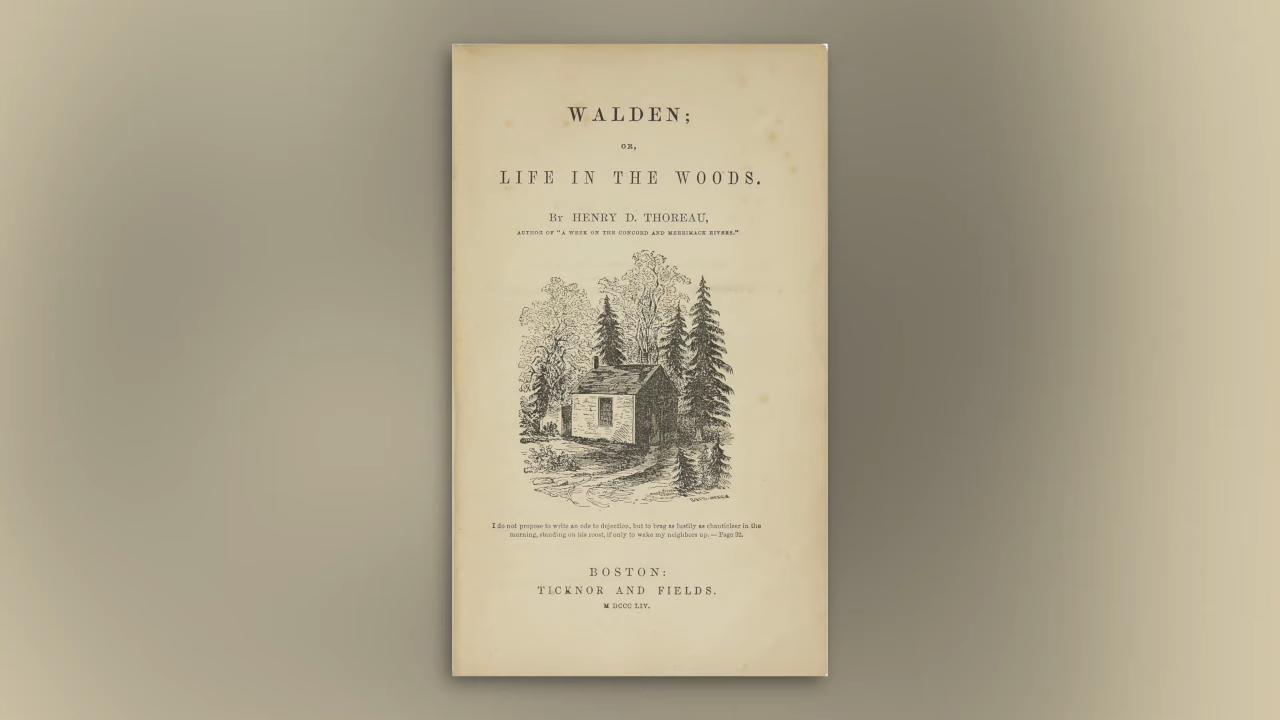 WALDEN;
OR,
LIFE IN THE WOODS.
By HENRY D. THOREAU,
AUTHOR OF "A WEEK ON THE CONCORD AND MERRIMACK RIVERS."
I do not propose to write an ode to dejection, but to brag as lustily as chanticleer in the
morning, standing on his roost, if only to wake my neighbors up. — Page 92.
BOSTON:
TICKNOR AND FIELDS.
M DCCC LIV.